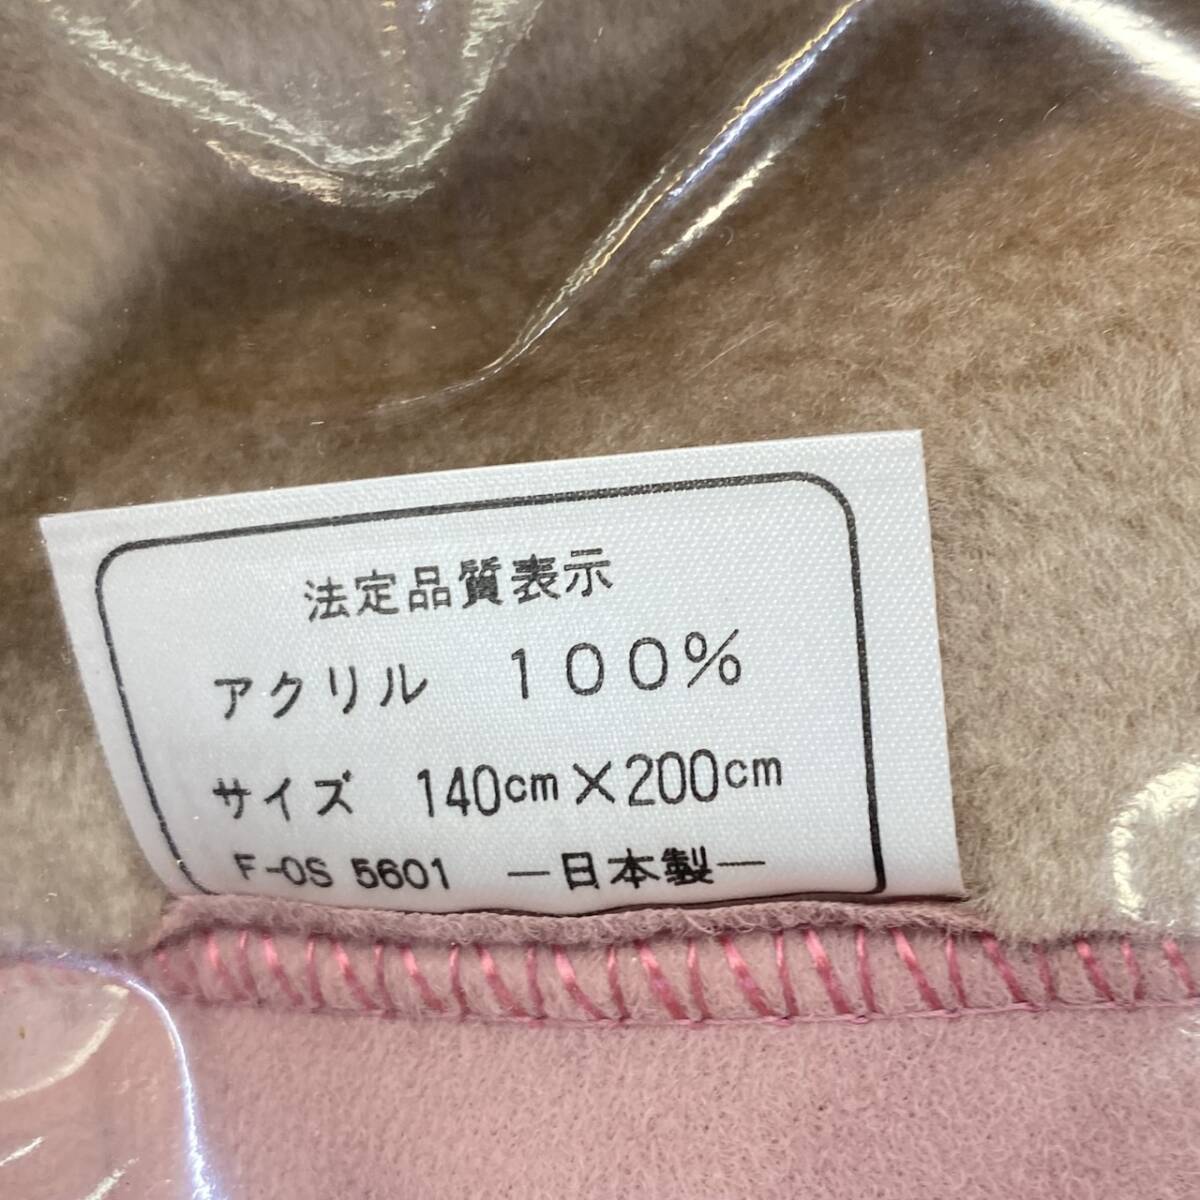 法定品質表示
アクリル　１００％
サイズ　140cm×200cm
F-OS 5601　―日本製―